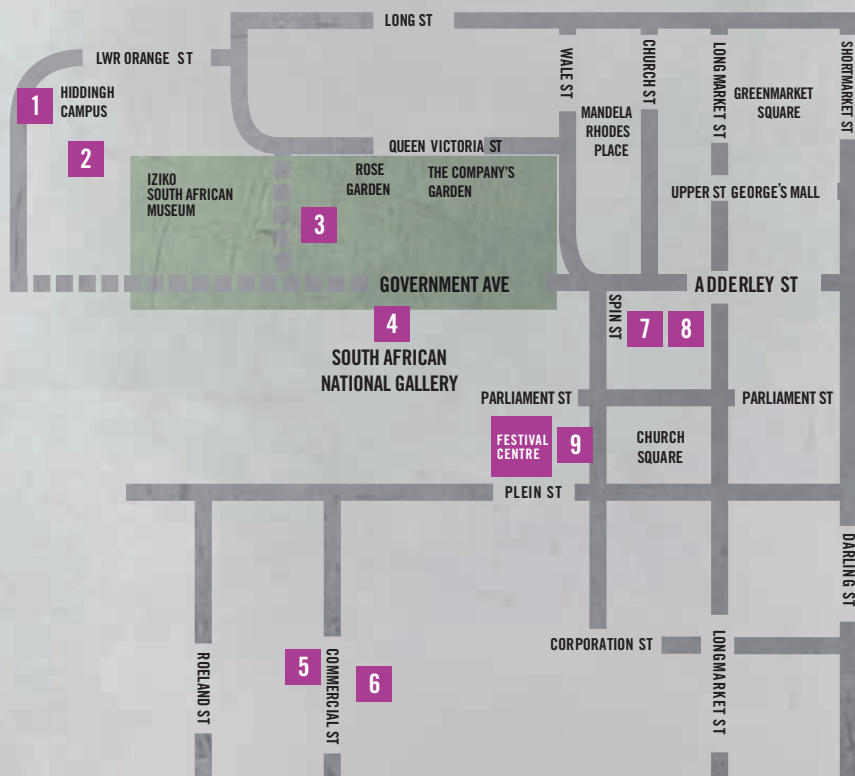 LONG ST
LWR ORANGE ST
WALE ST
CHURCH ST
LONG MARKET ST
SHORTMARKET ST
1
HIDDINGH
CAMPUS
GREENMARKET
SQUARE
MANDELA
RHODES
PLACE
2
QUEEN VICTORIA ST
IZIKO
SOUTH AFRICAN
MUSEUM
ROSE
GARDEN
THE COMPANY'S
GARDEN
UPPER ST GEORGE'S MALL
3
GOVERNMENT AVE
ADDERLEY ST
4
SPIN ST
7
8
SOUTH AFRICAN
NATIONAL GALLERY
PARLIAMENT ST
PARLIAMENT ST
FESTIVAL
CENTRE
9
CHURCH
SQUARE
PLEIN ST
DARLING ST
CORPORATION ST
5
6
ROELAND ST
COMMERCIAL ST
LONGMARKET ST